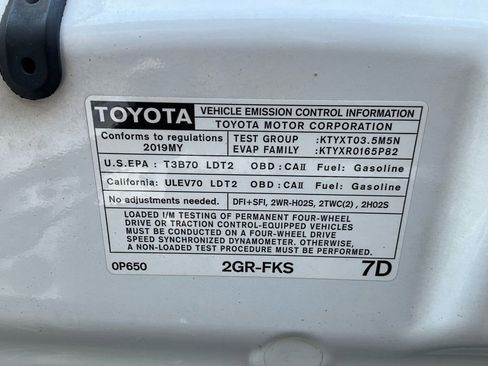 TOYOTA VEHICLE EMISSION CONTROL INFORMATION
TOYOTA MOTOR CORPORATION
Conforms to regulations
2019MY
TEST GROUP :KTYXT03.5M5N
EVAP FAMILY :KTYXR0165P82
U.S.EPA : T3B70 LDT2 OBD : CAII Fuel: Gasoline
California: ULEV70 LDT2 OBD : CAII Fuel: Gasoline
No adjustments needed. DFI+SFI, 2WR-HO2S, 2TWC(2) , 2HO2S
LOADED I/M TESTING OF PERMANENT FOUR-WHEEL
DRIVE OR TRACTION CONTROL-EQUIPPED VEHICLES
MUST BE CONDUCTED ON A FOUR-WHEEL DRIVE
SPEED SYNCHRONIZED DYNAMOMETER. OTHERWISE,
A NON-LOADED TEST PROCEDURE MUST BE CONDUCTED.
0P650 2GR-FKS 7D